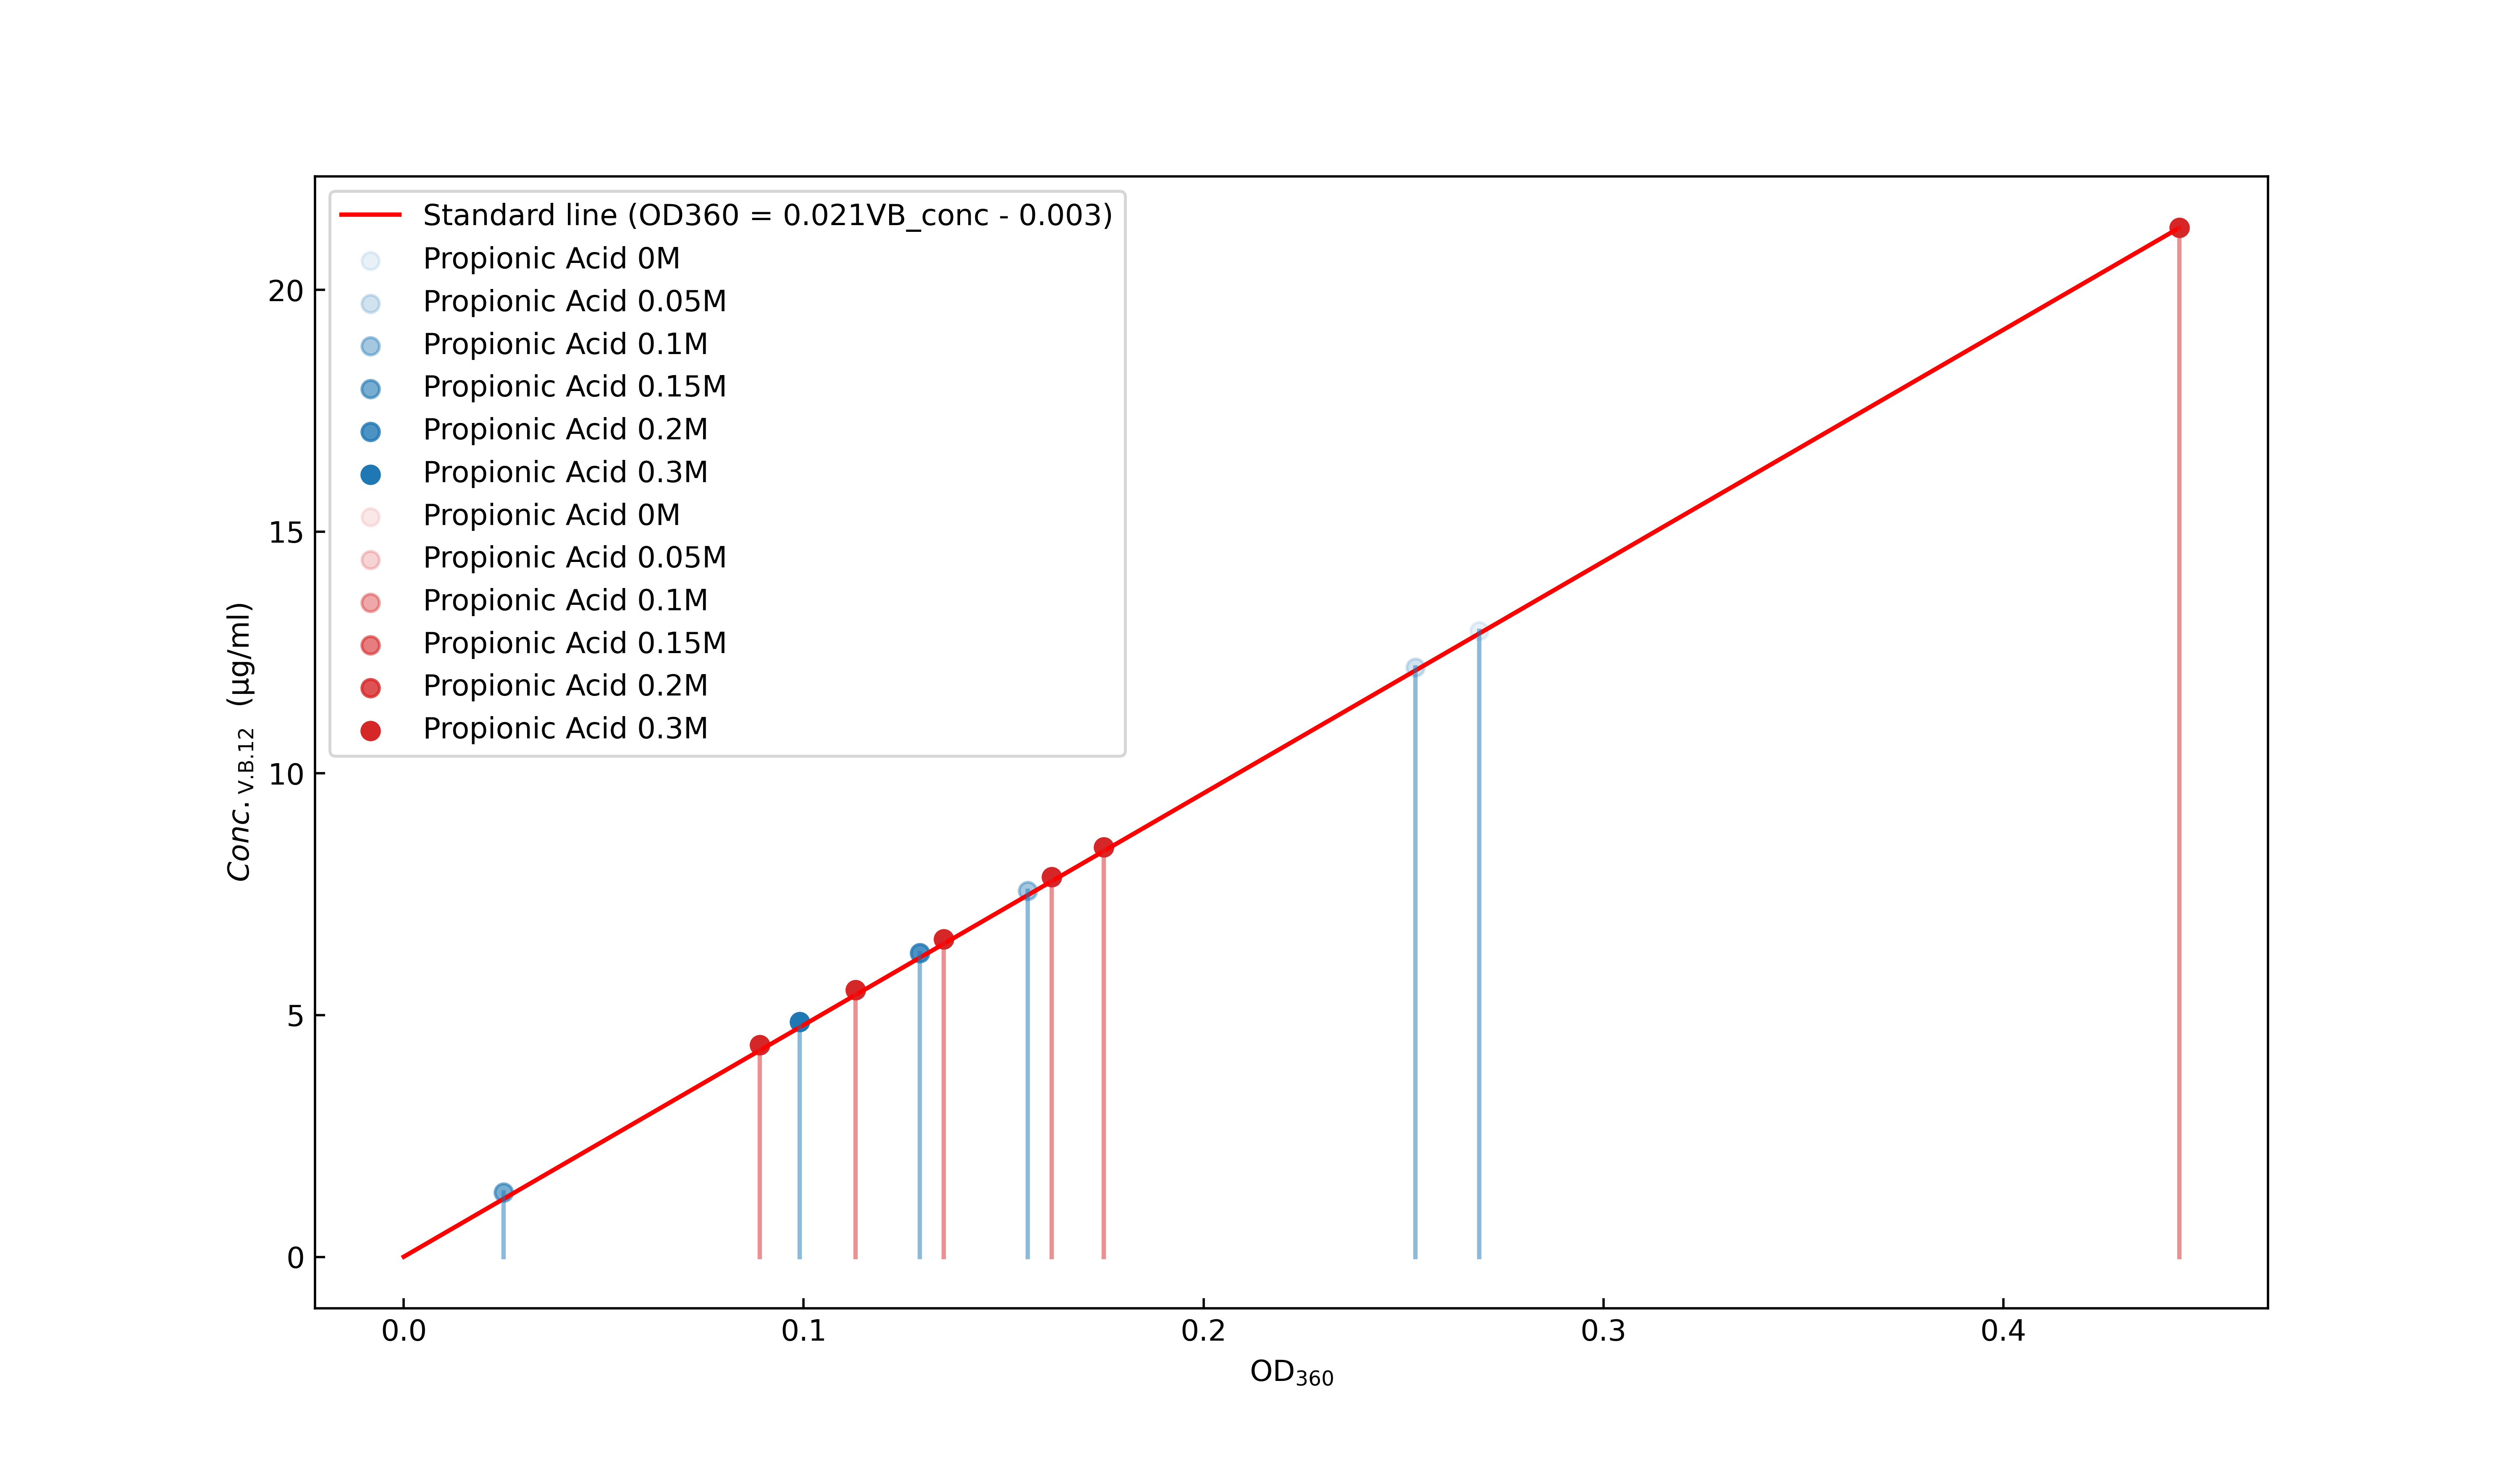 Standard line (OD360 = 0.021VB_conc - 0.003)
Propionic Acid 0M
Propionic Acid 0.05M
Propionic Acid 0.1M
Propionic Acid 0.15M
Propionic Acid 0.2M
Propionic Acid 0.3M
Propionic Acid 0M
Propionic Acid 0.05M
Propionic Acid 0.1M
Propionic Acid 0.15M
Propionic Acid 0.2M
Propionic Acid 0.3M
20
15
10
5
0
Conc. V.B.12 (µg/ml)
0.0 0.1 0.2 0.3 0.4
OD360